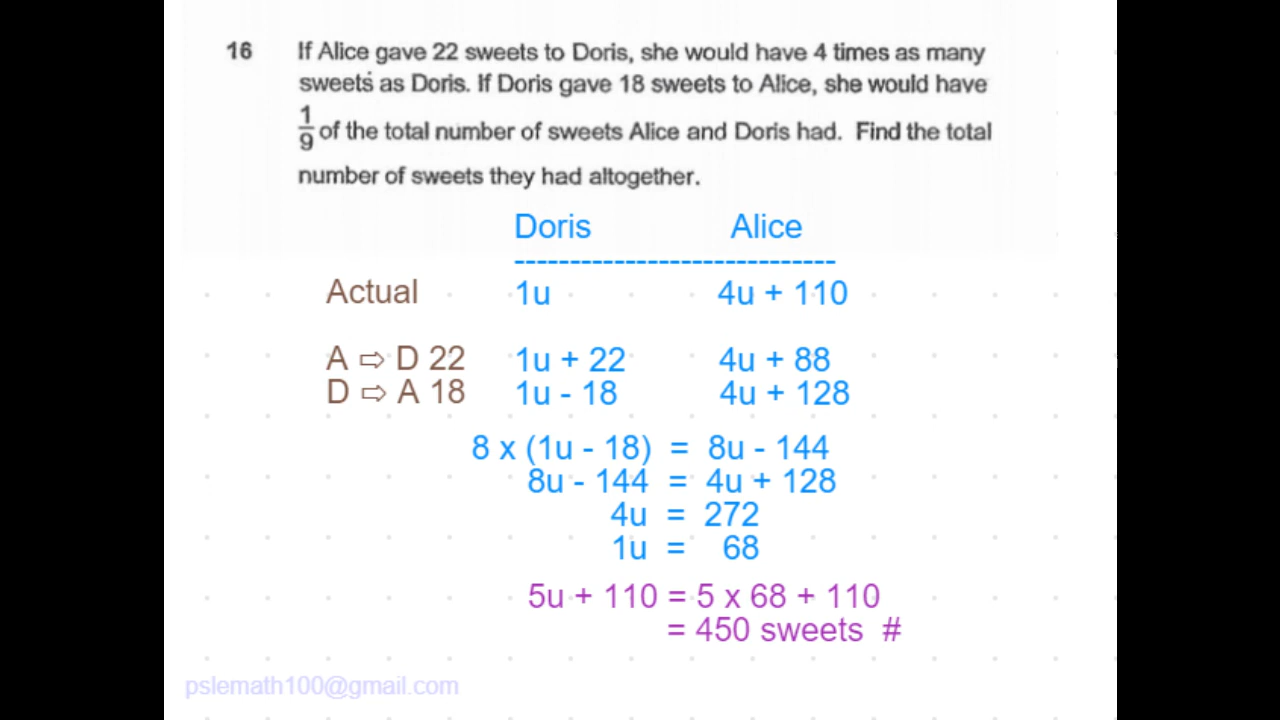 16 If Alice gave 22 sweets to Doris, she would have 4 times as many
sweets as Doris. If Doris gave 18 sweets to Alice, she would have
1/9 of the total number of sweets Alice and Doris had. Find the total
number of sweets they had altogether.
Doris Alice
----------------------------
Actual 1u 4u + 110
A ⇨ D 22 1u + 22 4u + 88
D ⇨ A 18 1u - 18 4u + 128
8 x (1u - 18) = 8u - 144
8u - 144 = 4u + 128
4u = 272
1u = 68
5u + 110 = 5 x 68 + 110
= 450 sweets #
pslemath100@gmail.com